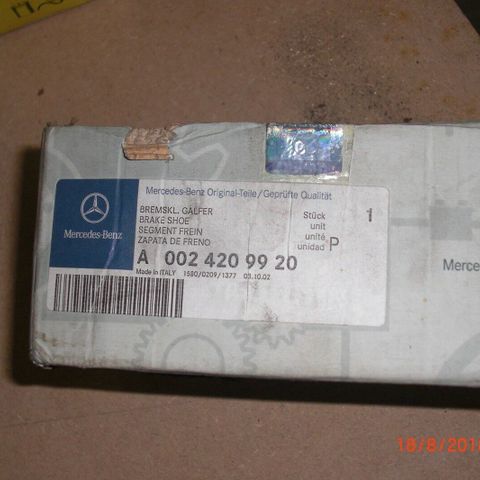 Mercedes-Benz Original-Teile/Geprüfte Qualität
Mercedes-Benz
BREMSKL. GALFER
BRAKE SHOE
SEGMENT FREIN
ZAPATA DE FRENO
Stück
unit
unité
unidad
P
1
A 002 420 99 20
Made in ITALY 1580/0209/1377 03.10.02
Merce
18/8/201